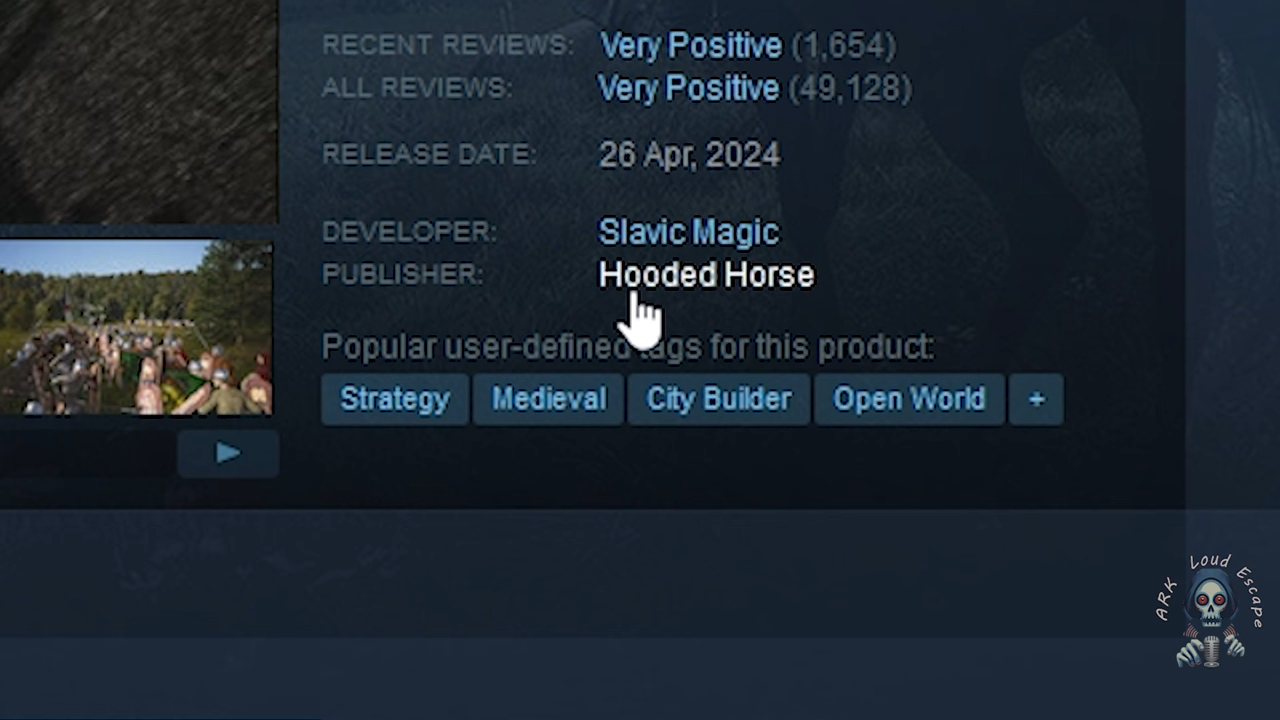 RECENT REVIEWS: Very Positive (1,654)
ALL REVIEWS: Very Positive (49,128)
RELEASE DATE: 26 Apr, 2024
DEVELOPER: Slavic Magic
PUBLISHER: Hooded Horse
Popular user-defined tags for this product:
Strategy Medieval City Builder Open World +
ARK Loud Escape